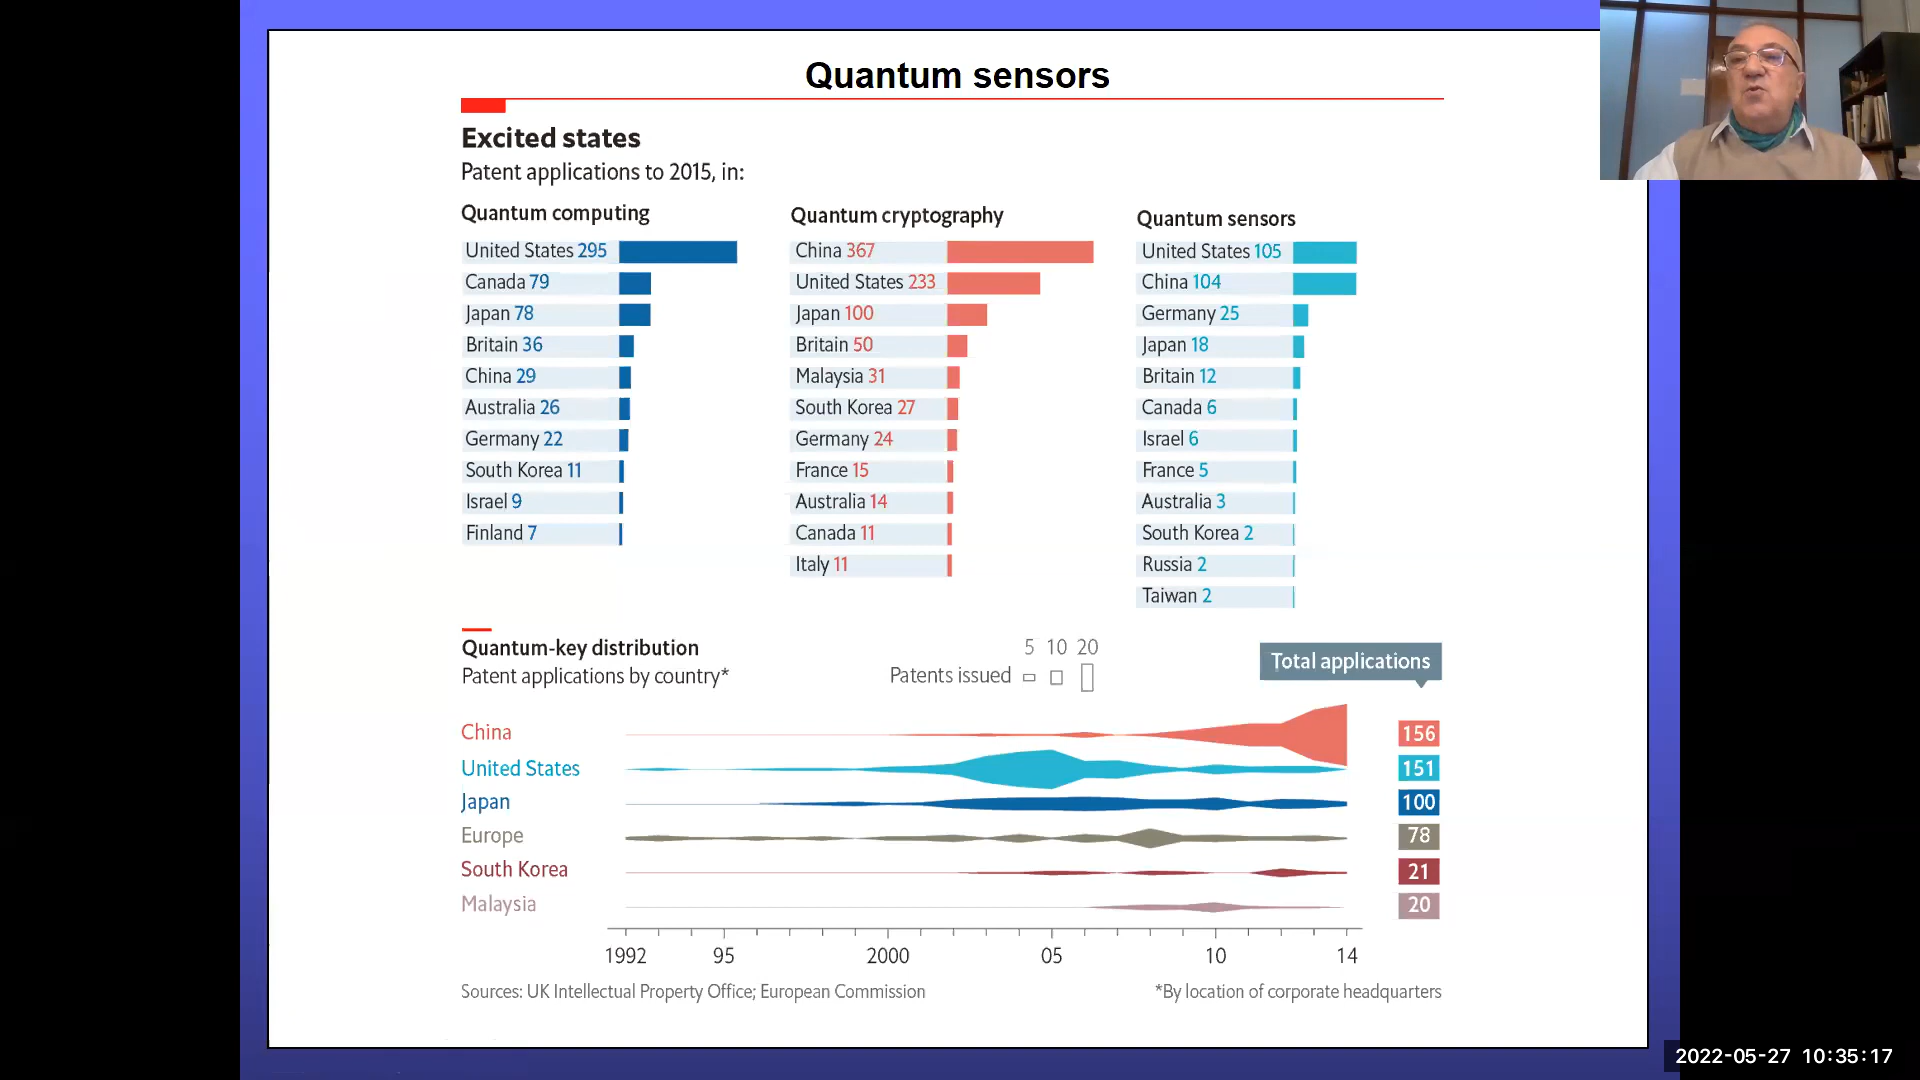 Quantum sensors
Excited states
Patent applications to 2015, in:
Quantum computing
United States 295
Canada 79
Japan 78
Britain 36
China 29
Australia 26
Germany 22
South Korea 11
Israel 9
Finland 7
Quantum cryptography
China 367
United States 233
Japan 100
Britain 50
Malaysia 31
South Korea 27
Germany 24
France 15
Australia 14
Canada 11
Italy 11
Quantum sensors
United States 105
China 104
Germany 25
Japan 18
Britain 12
Canada 6
Israel 6
France 5
Australia 3
South Korea 2
Russia 2
Taiwan 2
Quantum-key distribution
Patent applications by country*
5 10 20
Patents issued
Total applications
China 156
United States 151
Japan 100
Europe 78
South Korea 21
Malaysia 20
1992 95 2000 05 10 14
Sources: UK Intellectual Property Office; European Commission
*By location of corporate headquarters
2022-05-27 10:35:17